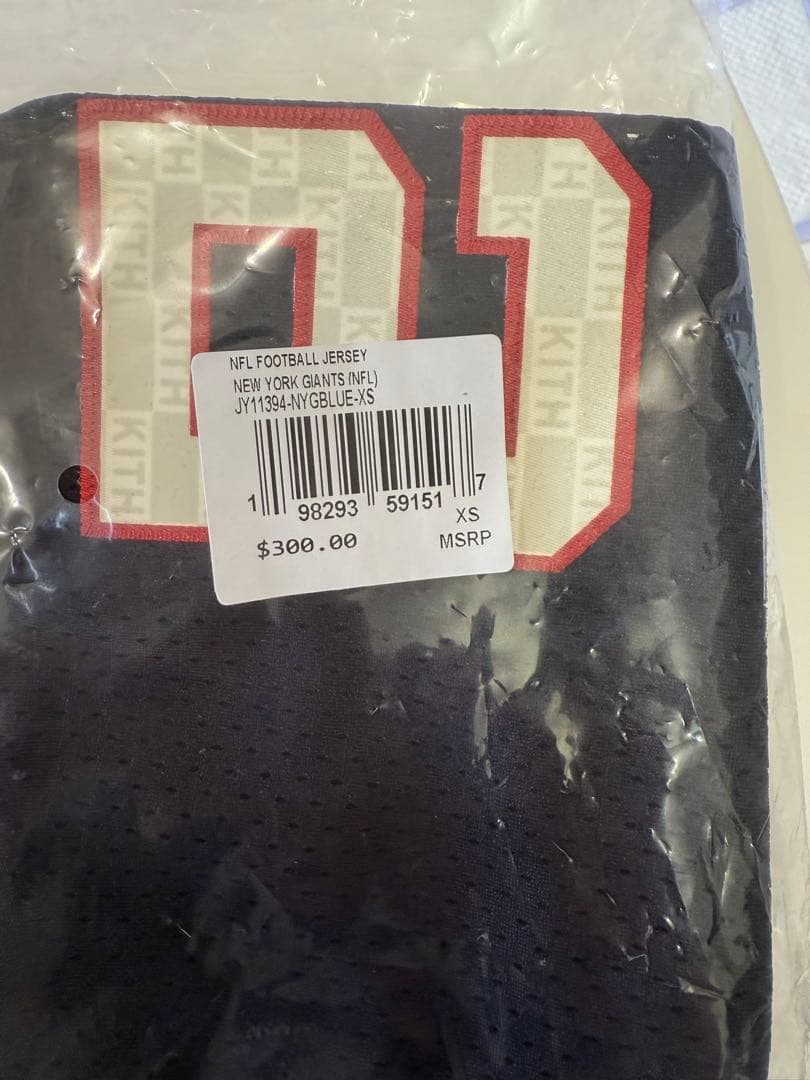 KITH
NFL FOOTBALL JERSEY
NEW YORK GIANTS (NFL)
JY11394-NYGBLUE-XS
1 98293 59151 7
XS
$300.00 MSRP